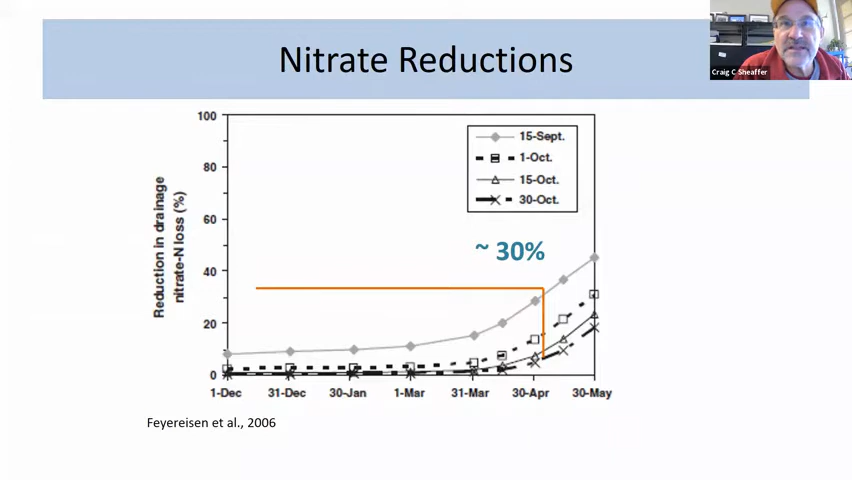 Nitrate Reductions
Craig C Sheaffer
100
80
60
40
20
0
Reduction in drainage
nitrate-N loss (%)
15-Sept.
1-Oct.
15-Oct.
30-Oct.
~ 30%
1-Dec 31-Dec 30-Jan 1-Mar 31-Mar 30-Apr 30-May
Feyereisen et al., 2006